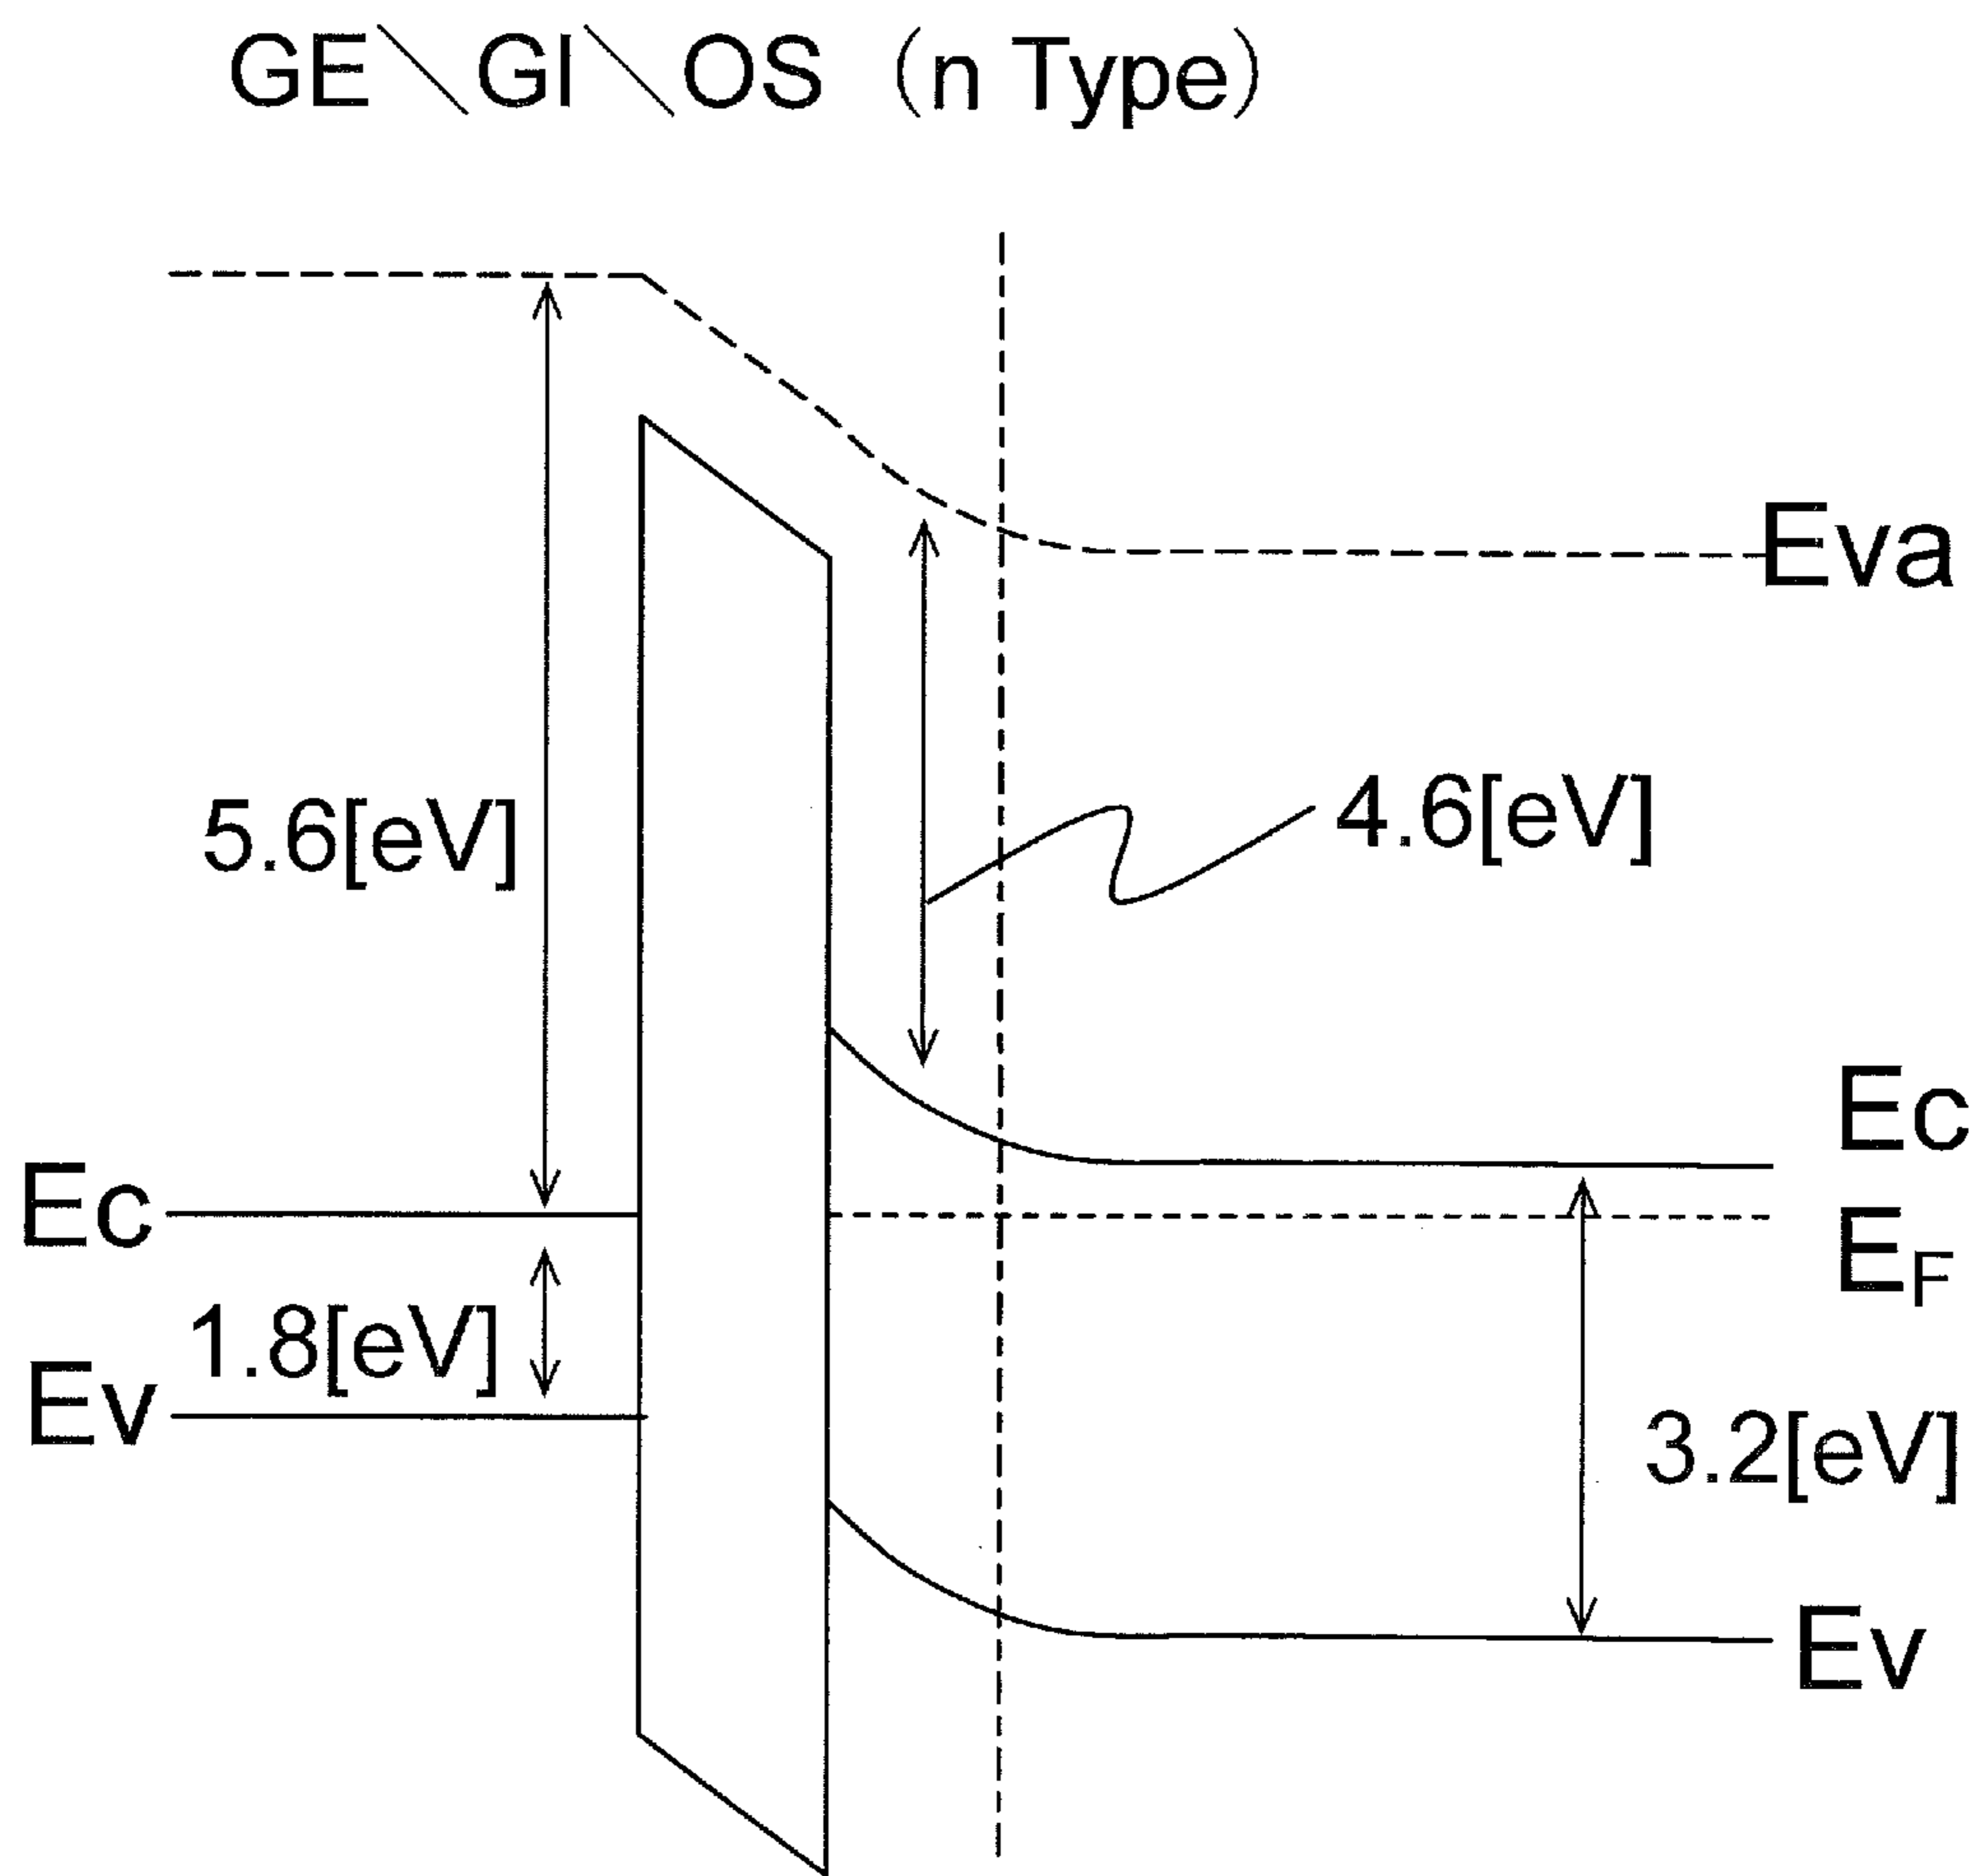 GE＼GI＼OS (n Type)
Eva
5.6[eV]
4.6[eV]
Ec
Ec
EF
1.8[eV]
Ev
3.2[eV]
Ev